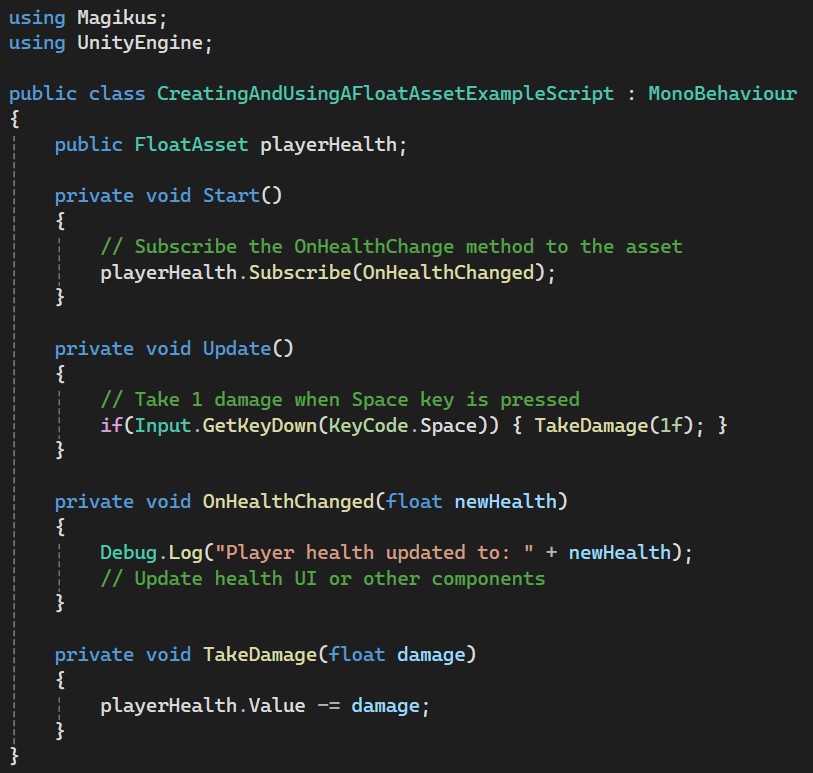 using Magikus;
using UnityEngine;

public class CreatingAndUsingAFloatAssetExampleScript : MonoBehaviour
{
    public FloatAsset playerHealth;

    private void Start()
    {
        // Subscribe the OnHealthChange method to the asset
        playerHealth.Subscribe(OnHealthChanged);
    }

    private void Update()
    {
        // Take 1 damage when Space key is pressed
        if(Input.GetKeyDown(KeyCode.Space)) { TakeDamage(1f); }
    }

    private void OnHealthChanged(float newHealth)
    {
        Debug.Log("Player health updated to: " + newHealth);
        // Update health UI or other components
    }

    private void TakeDamage(float damage)
    {
        playerHealth.Value -= damage;
    }
}